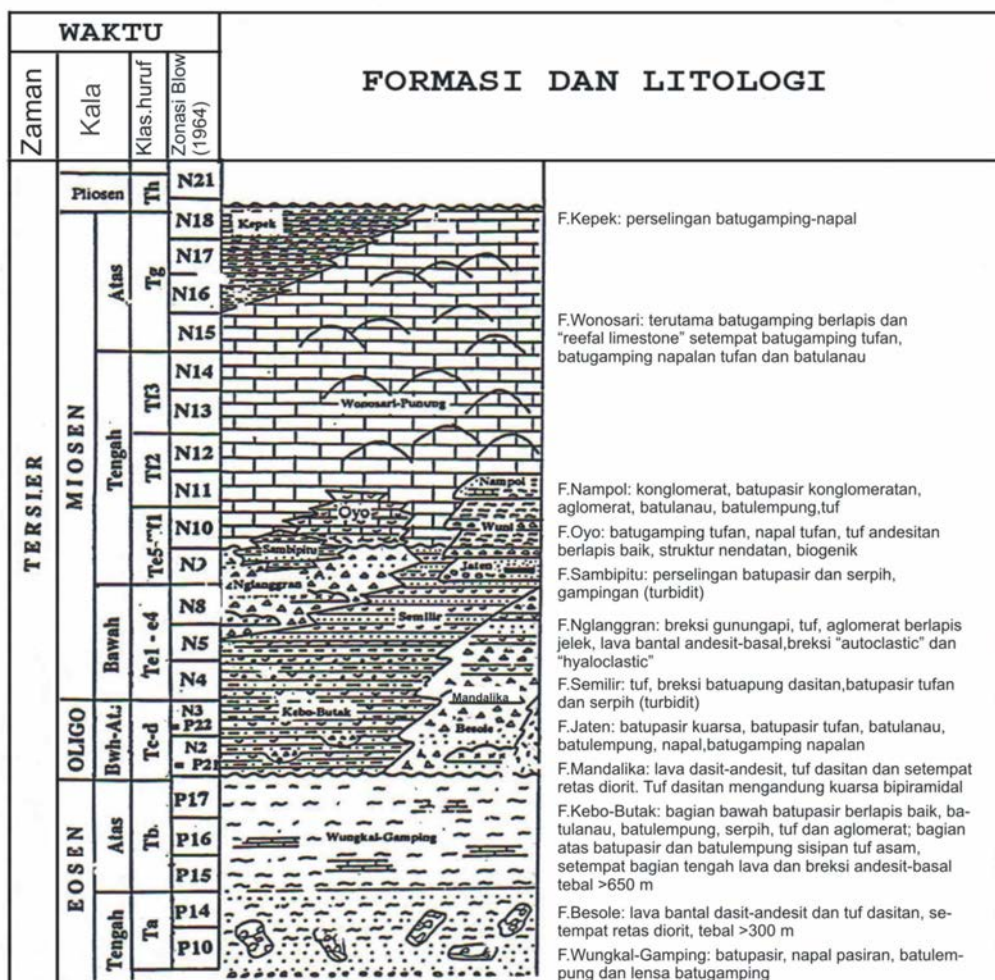 WAKTU
FORMASI DAN LITOLOGI
Zaman
Kala
Klas.huruf
Zonasi Blow
(1964)
TERSIER
Pliosen
MIOSEN
Atas
Tengah
Bawah
OLIGO
Bwh-At.
EOSEN
Atas
Tengah
Th
Tg
Tf3
Tf2
Te5-Tf1
Te1 - e4
Tc-d
Tb.
Ta
N21
N18
N17
N16
N15
N14
N13
N12
N11
N10
N8
N5
N4
N3
= P22
N2
= P21
P17
P16
P15
P14
P10
Kepek
Wonosari-Punung
Nampol
Oyo
Wuni
Sambipitu
Jaten
Nglanggran
Semilir
Mandalika
Kebo-Butak
Besole
Wungkal-Gamping
F.Kepek: perselingan batugamping-napal
F.Wonosari: terutama batugamping berlapis dan
“reefal limestone” setempat batugamping tufan,
batugamping napalan tufan dan batulanau
F.Nampol: konglomerat, batupasir konglomeratan,
aglomerat, batulanau, batulempung,tuf
F.Oyo: batugamping tufan, napal tufan, tuf andesitan
berlapis baik, struktur nendatan, biogenik
F.Sambipitu: perselingan batupasir dan serpih,
gampingan (turbidit)
F.Nglanggran: breksi gunungapi, tuf, aglomerat berlapis
jelek, lava bantal andesit-basal,breksi “autoclastic” dan
“hyaloclastic”
F.Semilir: tuf, breksi batuapung dasitan,batupasir tufan
dan serpih (turbidit)
F.Jaten: batupasir kuarsa, batupasir tufan, batulanau,
batulempung, napal,batugamping napalan
F.Mandalika: lava dasit-andesit, tuf dasitan dan setempat
retas diorit. Tuf dasitan mengandung kuarsa bipiramidal
F.Kebo-Butak: bagian bawah batupasir berlapis baik, ba-
tulanau, batulempung, serpih, tuf dan aglomerat; bagian
atas batupasir dan batulempung sisipan tuf asam,
setempat bagian tengah lava dan breksi andesit-basal
tebal >650 m
F.Besole: lava bantal dasit-andesit dan tuf dasitan, se-
tempat retas diorit, tebal >300 m
F.Wungkal-Gamping: batupasir, napal pasiran, batulem-
pung dan lensa batugamping